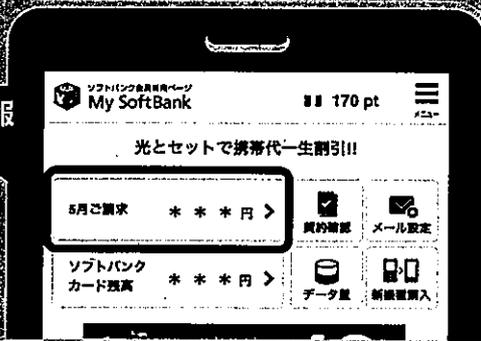 報
ソフトバンク会員専用ページ
My SoftBank
170 pt
メニュー
光とセットで携帯代一生割引!!
5月ご請求
＊ ＊ ＊ 円 >
契約確認
メール設定
ソフトバンク
カード残高
＊ ＊ ＊ 円 >
データ量
新機種購入